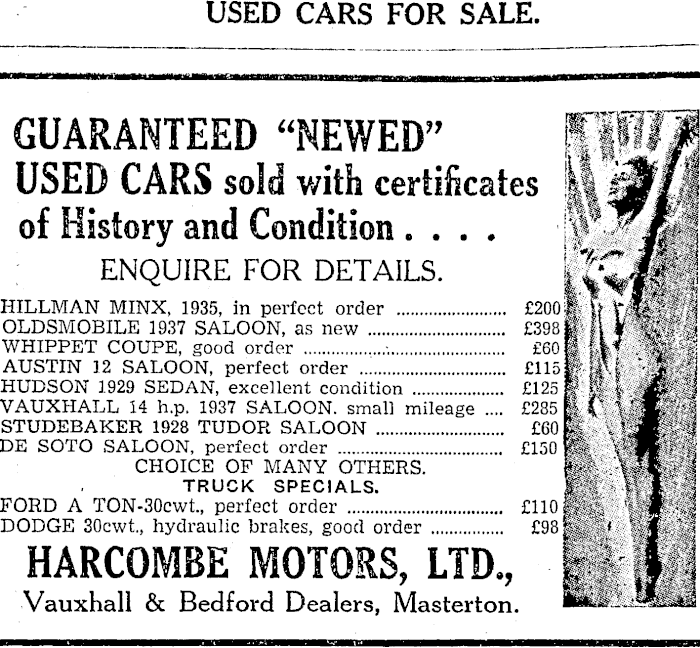 USED CARS FOR SALE.
GUARANTEED “NEWED”
USED CARS sold with certificates
of History and Condition . . . .
ENQUIRE FOR DETAILS.
HILLMAN MINX, 1935, in perfect order ........................ £200
OLDSMOBILE 1937 SALOON, as new .............................. £398
WHIPPET COUPE, good order ............................................ £60
AUSTIN 12 SALOON, perfect order ................................ £115
HUDSON 1929 SEDAN, excellent condition .................... £125
VAUXHALL 14 h.p. 1937 SALOON. small mileage .... £285
STUDEBAKER 1928 TUDOR SALOON ............................ £60
DE SOTO SALOON, perfect order .................................... £150
CHOICE OF MANY OTHERS.
TRUCK SPECIALS.
FORD A TON-30cwt., perfect order .................................. £110
DODGE 30cwt., hydraulic brakes, good order ................ £98
HARCOMBE MOTORS, LTD.,
Vauxhall & Bedford Dealers, Masterton.